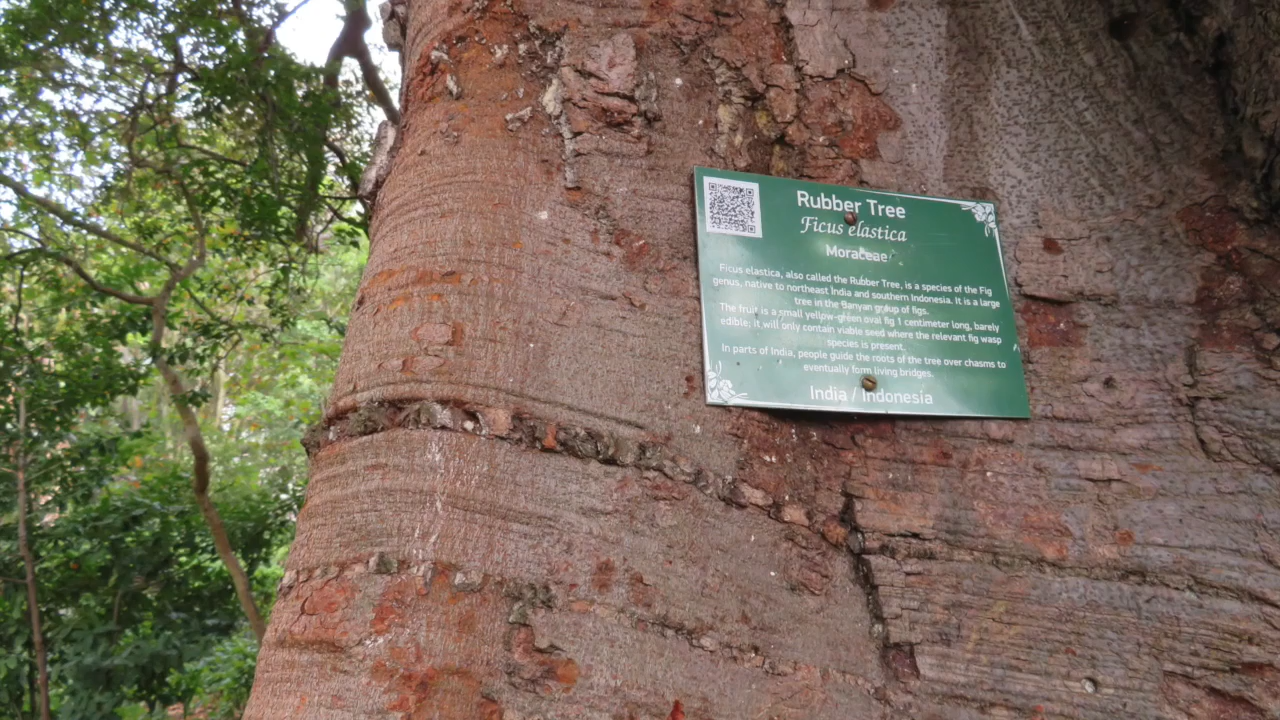 Rubber Tree
Ficus elastica
Moraceae
Ficus elastica, also called the Rubber Tree, is a species of the Fig
genus, native to northeast India and southern Indonesia. It is a large
tree in the Banyan group of figs.
The fruit is a small yellow-green oval fig 1 centimeter long, barely
edible; it will only contain viable seed where the relevant fig wasp
species is present.
In parts of India, people guide the roots of the tree over chasms to
eventually form living bridges.
India / Indonesia